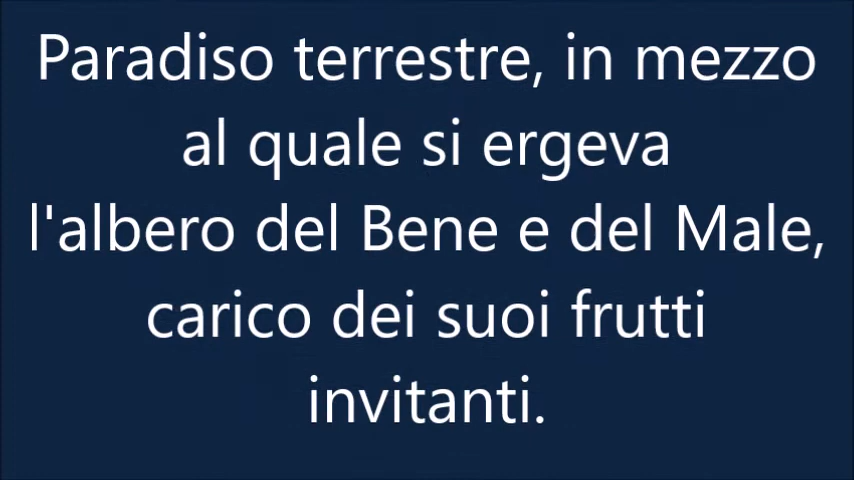 Paradiso terrestre, in mezzo
al quale si ergeva
l'albero del Bene e del Male,
carico dei suoi frutti
invitanti.